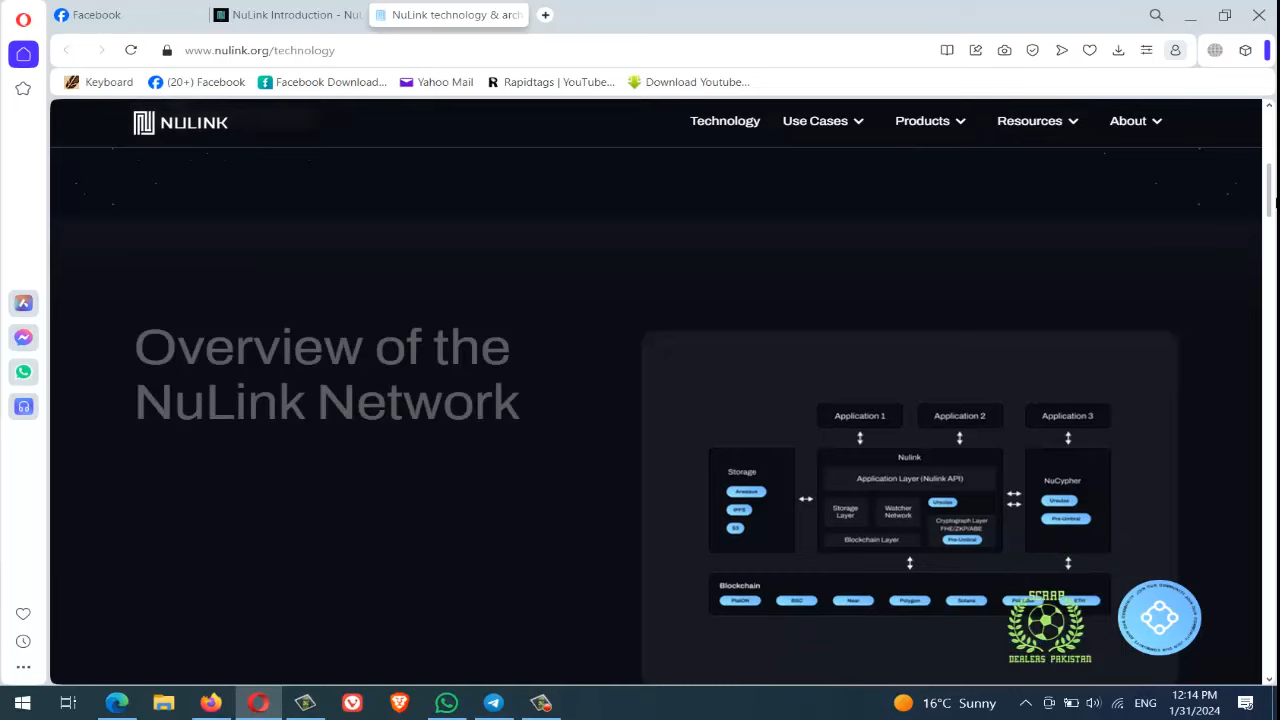 Facebook
NuLink Introduction - NuL
NuLink technology & arch
www.nulink.org/technology
Keyboard
(20+) Facebook
Facebook Download...
Yahoo Mail
Rapidtags | YouTube...
Download Youtube...
NULINK
Technology
Use Cases
Products
Resources
About
Overview of the
NuLink Network
Application 1
Application 2
Application 3
Nulink
Application Layer (Nulink API)
Storage
Arweave
IPFS
S3
Storage
Layer
Watcher
Network
Ursulas
Cryptograph Layer
FHE/ZKP/ABE
Pre-Umbral
Blockchain Layer
NuCypher
Ursulas
Pre-Umbral
Blockchain
PlatON
BSC
Near
Polygon
Solana
ETH
SCRAP
DEALERS PAKISTAN
16°C Sunny
ENG
12:14 PM
1/31/2024